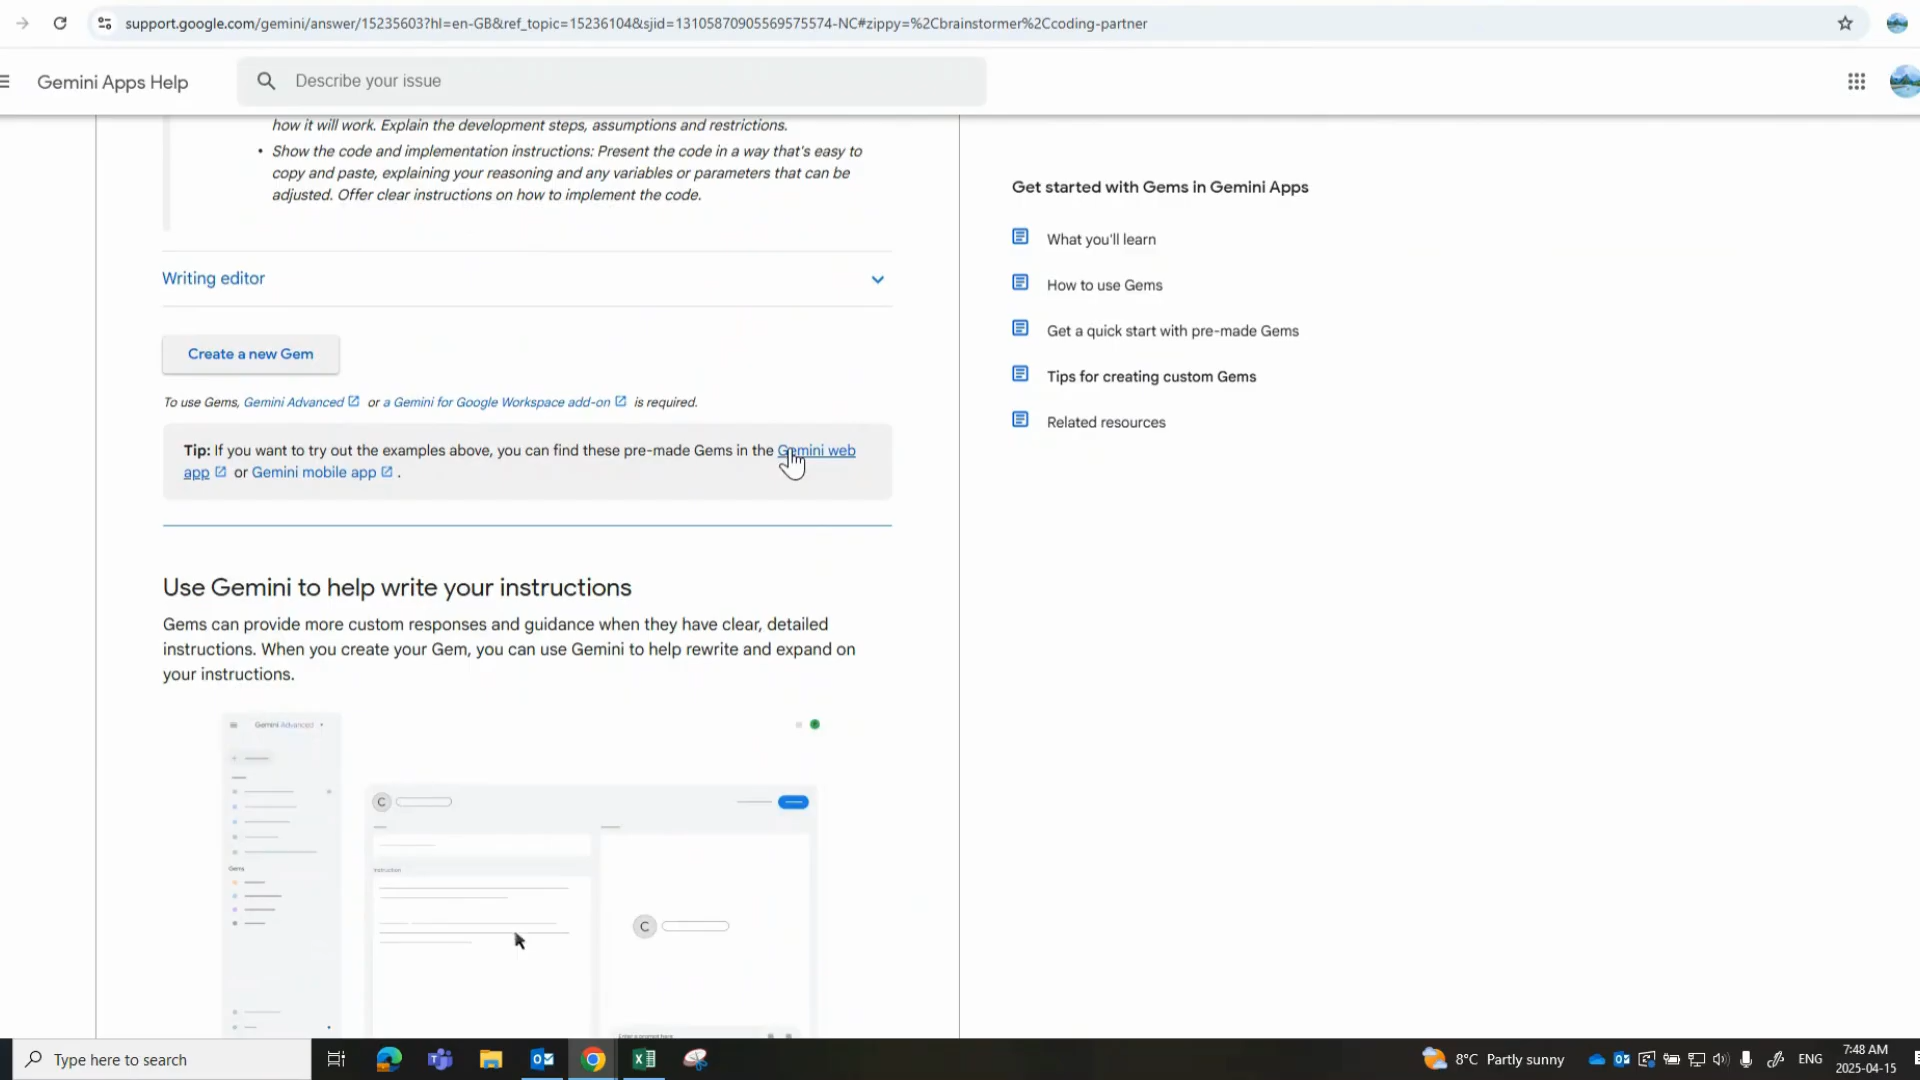 support.google.com/gemini/answer/15235603?hl=en-GB&ref_topic=15236104&sjid=13105870905569575574-NC#zippy=%2Cbrainstormer%2Ccoding-partner
Gemini Apps Help
Describe your issue
how it will work. Explain the development steps, assumptions and restrictions.
• Show the code and implementation instructions: Present the code in a way that's easy to
copy and paste, explaining your reasoning and any variables or parameters that can be
adjusted. Offer clear instructions on how to implement the code.
Writing editor
Create a new Gem
To use Gems, Gemini Advanced or a Gemini for Google Workspace add-on is required.
Tip: If you want to try out the examples above, you can find these pre-made Gems in the Gemini web
app or Gemini mobile app .
Use Gemini to help write your instructions
Gems can provide more custom responses and guidance when they have clear, detailed
instructions. When you create your Gem, you can use Gemini to help rewrite and expand on
your instructions.
Gemini Advanced
C
Gems
Instruction
C
Enter a prompt here
Get started with Gems in Gemini Apps
What you'll learn
How to use Gems
Get a quick start with pre-made Gems
Tips for creating custom Gems
Related resources
Type here to search
8°C Partly sunny
ENG
7:48 AM
2025-04-15